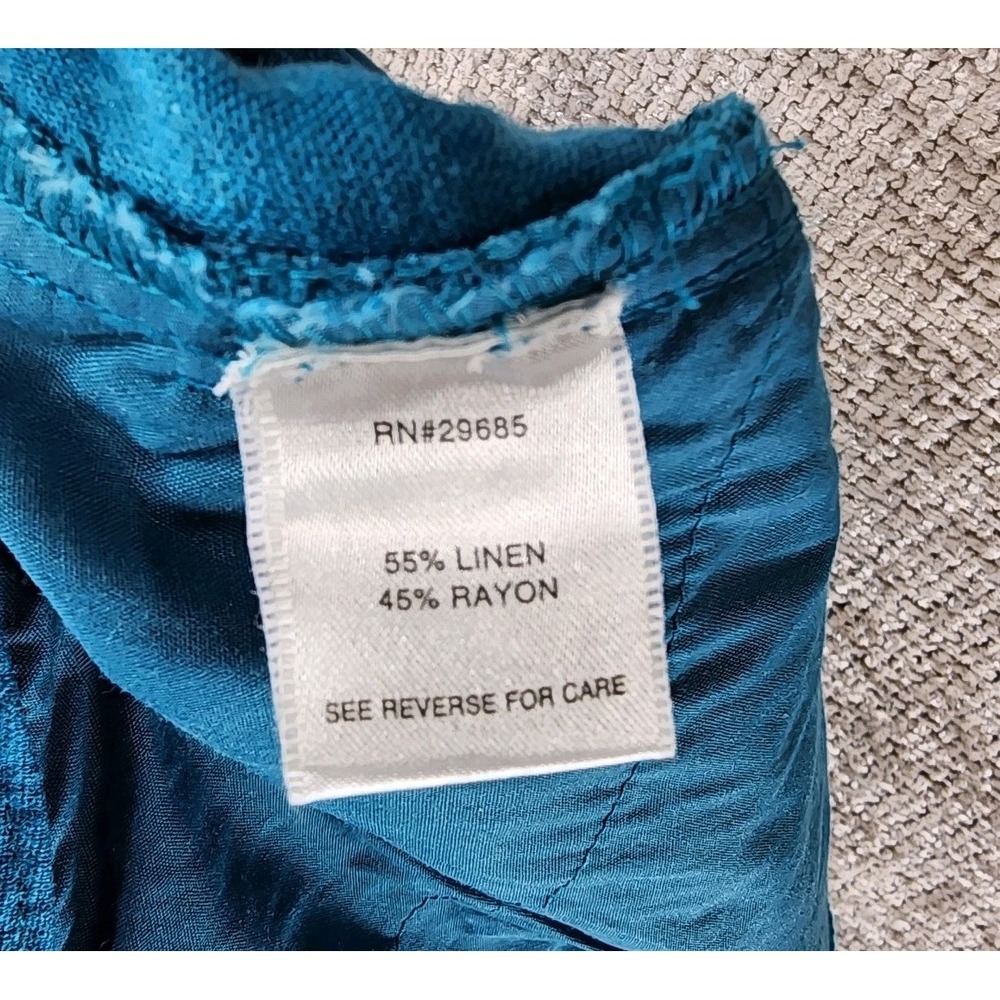 RN#29685
55% LINEN
45% RAYON
SEE REVERSE FOR CARE